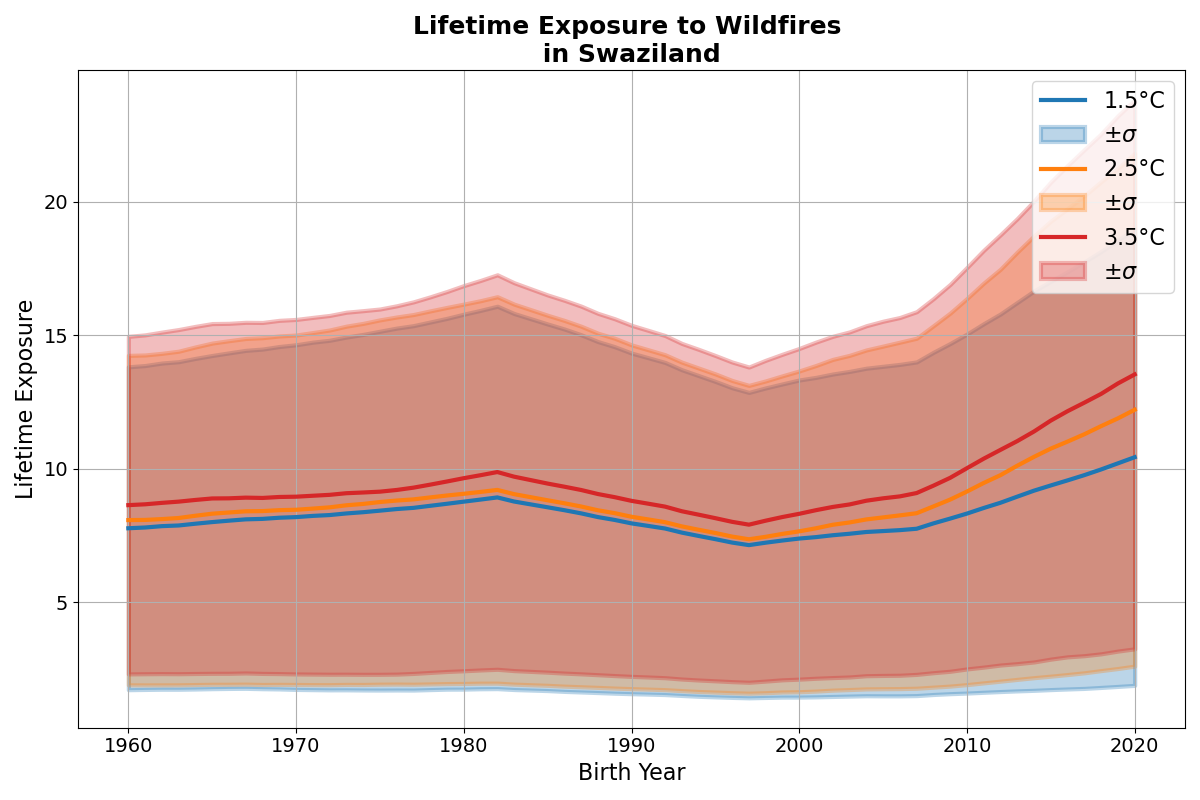 Lifetime Exposure to Wildfires
in Swaziland
Lifetime Exposure
20
15
10
5
1.5°C
±σ
2.5°C
±σ
3.5°C
±σ
1960
1970
1980
1990
2000
2010
2020
Birth Year